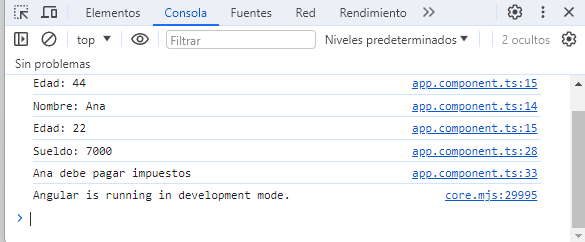 Elementos Consola Fuentes Red Rendimiento
top Filtrar Niveles predeterminados 2 ocultos
Sin problemas
Edad: 44 app.component.ts:15
Nombre: Ana app.component.ts:14
Edad: 22 app.component.ts:15
Sueldo: 7000 app.component.ts:28
Ana debe pagar impuestos app.component.ts:33
Angular is running in development mode. core.mjs:29995